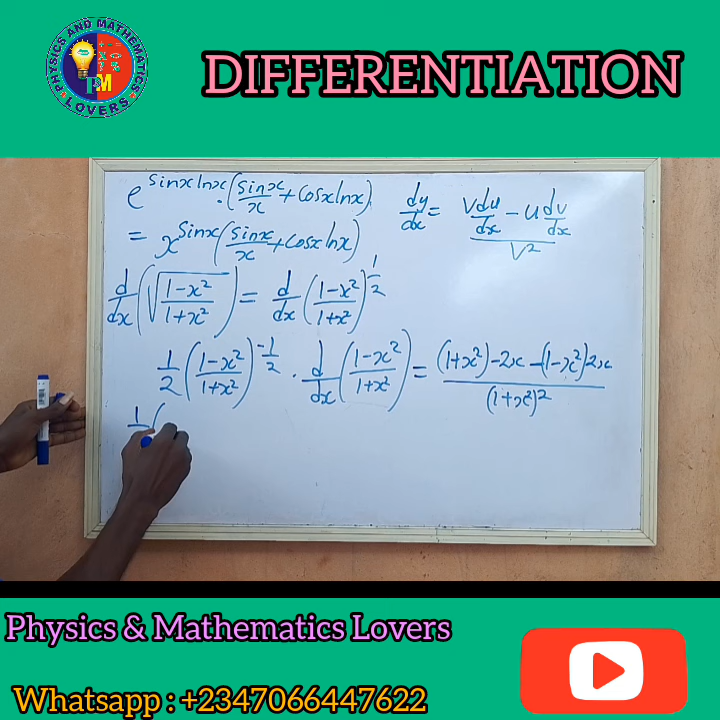 PHYSICS AND MATHEMATICS
LOVERS
PM
DIFFERENTIATION
e^{sinx lnx} · (sinx/x + cosx lnx)
dy/dx = (V du/dx − u dv/dx)/V²
= x^{sinx} (sinx/x + cosx lnx)
d/dx (√((1−x²)/(1+x²))) = d/dx ((1−x²)/(1+x²))^{1/2}
1/2 ((1−x²)/(1+x²))^{−1/2} · d/dx ((1−x²)/(1+x²)) = ((1+x²)−2x −(1−x²)2x)/(1+x²)²
1/ (
Physics & Mathematics Lovers
Whatsapp : +2347066447622